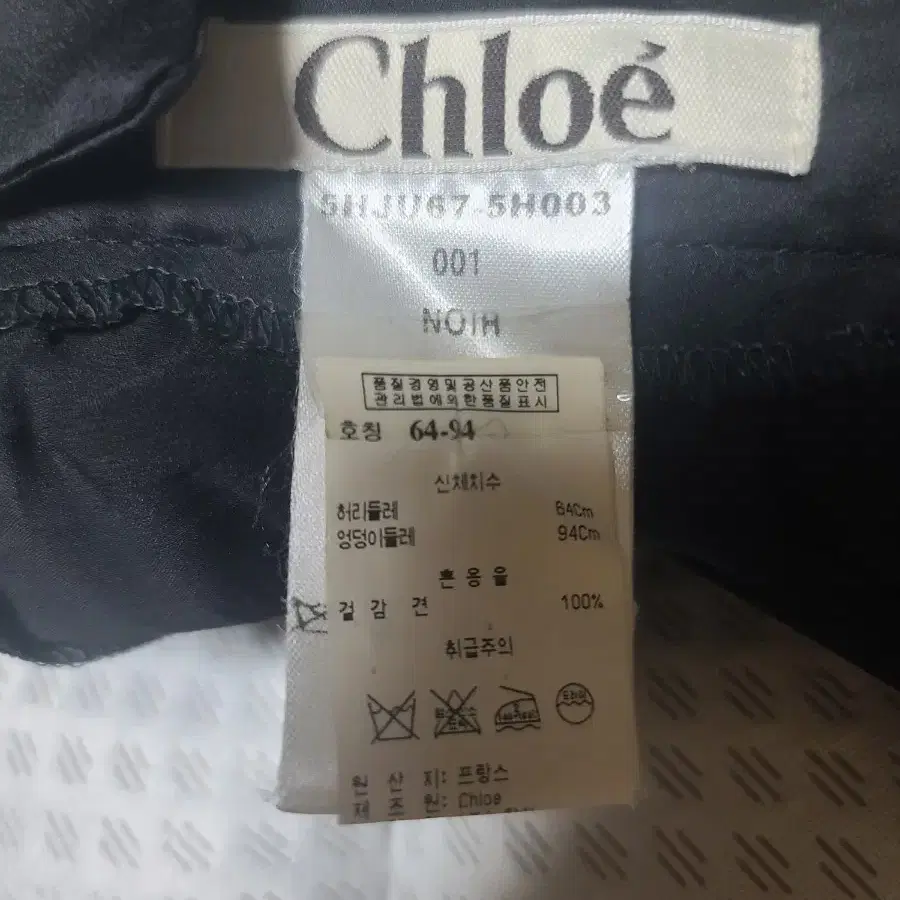 Chloé
5HJU67-5H003
001
NOIR
품질경영및공산품안전
관리법에의한품질표시
호칭 64-94
신체치수
허리둘레 64Cm
엉덩이둘레 94Cm
혼용율
겉감 견 100%
취급주의
드라이
원산지: 프랑스
제조원: Chloe